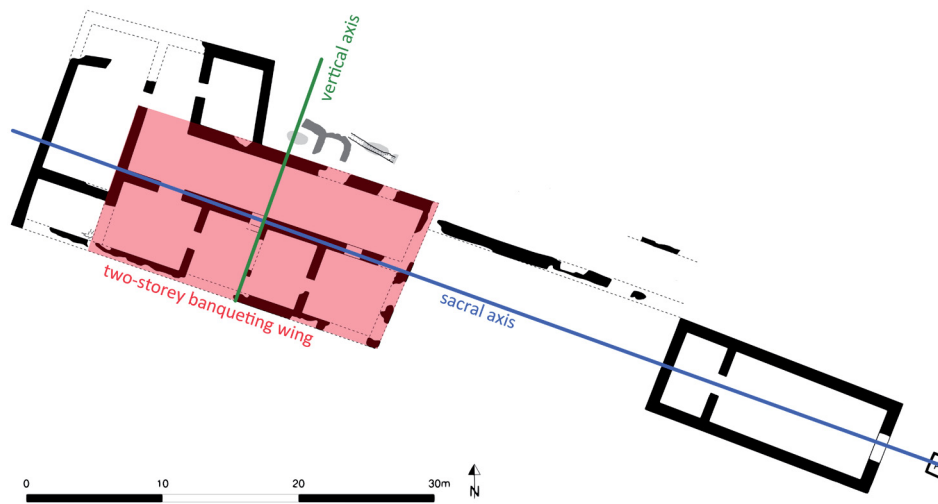 vertical axis
two-storey banqueting wing
sacral axis
0 10 20 30m
N